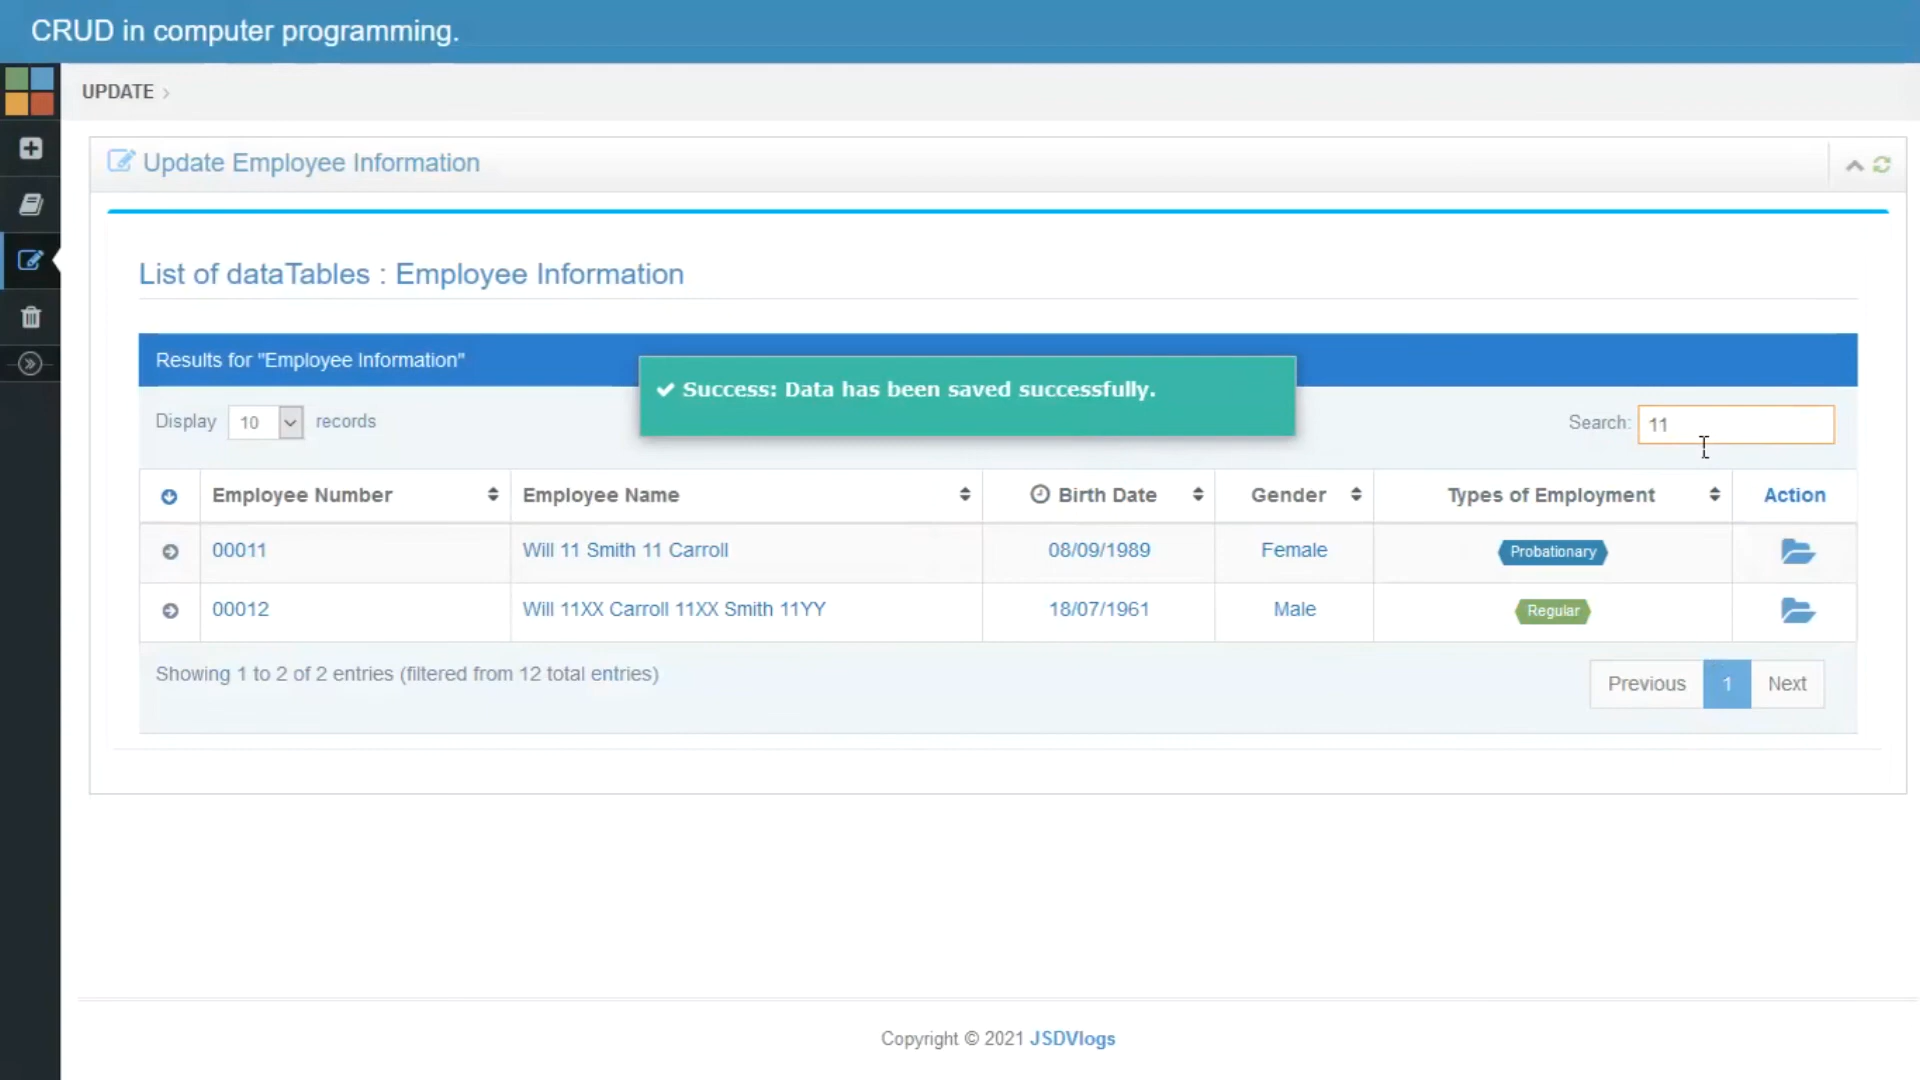 CRUD in computer programming.
UPDATE
Update Employee Information
List of dataTables : Employee Information
Results for "Employee Information"
Success: Data has been saved successfully.
Display 10 records
Search: 11
Employee Number Employee Name Birth Date Gender Types of Employment Action
00011 Will 11 Smith 11 Carroll 08/09/1989 Female Probationary
00012 Will 11XX Carroll 11XX Smith 11YY 18/07/1961 Male Regular
Showing 1 to 2 of 2 entries (filtered from 12 total entries)
Previous 1 Next
Copyright © 2021 JSDVlogs